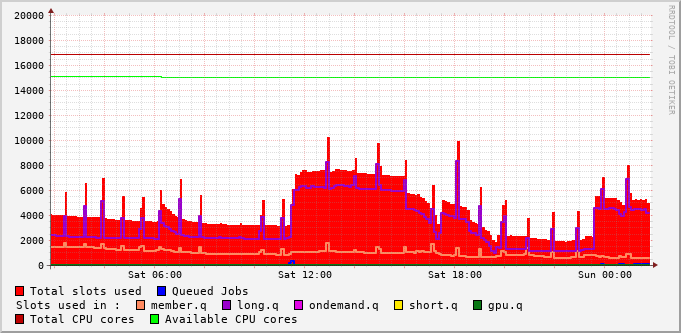 RRDTOOL / TOBI OETIKER
20000
18000
16000
14000
12000
10000
8000
6000
4000
2000
0
Sat 06:00 Sat 12:00 Sat 18:00 Sun 00:00
Total slots used Queued Jobs
Slots used in : member.q long.q ondemand.q short.q gpu.q
Total CPU cores Available CPU cores